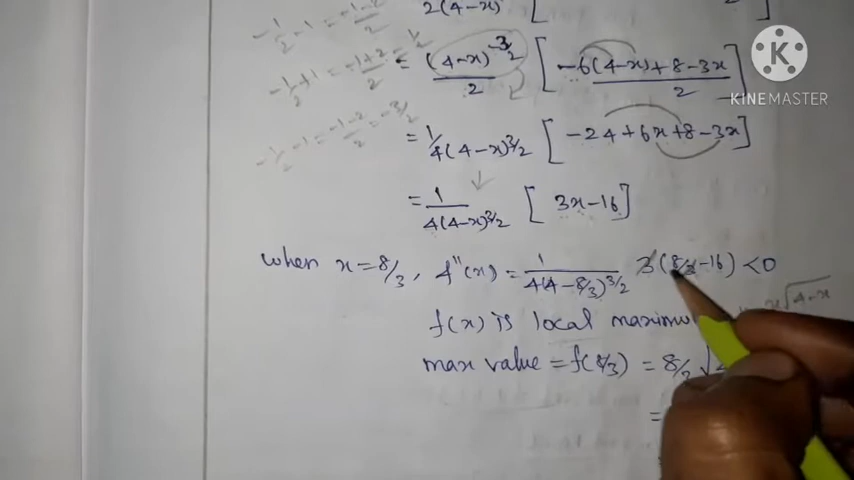 2(4-x) [ ]
-1/2 -1 = -1-2/2
= (4-x)^-3/2 / 2 [ -6(4-x)+8-3x / 2 ]
-1/2+1 = -1+2/2 = 1/2
KINEMASTER
= 1/4(4-x)^3/2 [ -24+6x+8-3x ]
-1/2 -1 = -1-2/2 = -3/2
= 1/4(4-x)^3/2 [ 3x-16 ]
when x = 8/3, f''(x) = 1/4(4-8/3)^3/2 3(8/3-16) <0
x√4-x
f(x) is local
max value = f(8/3) = 8/3 √
=